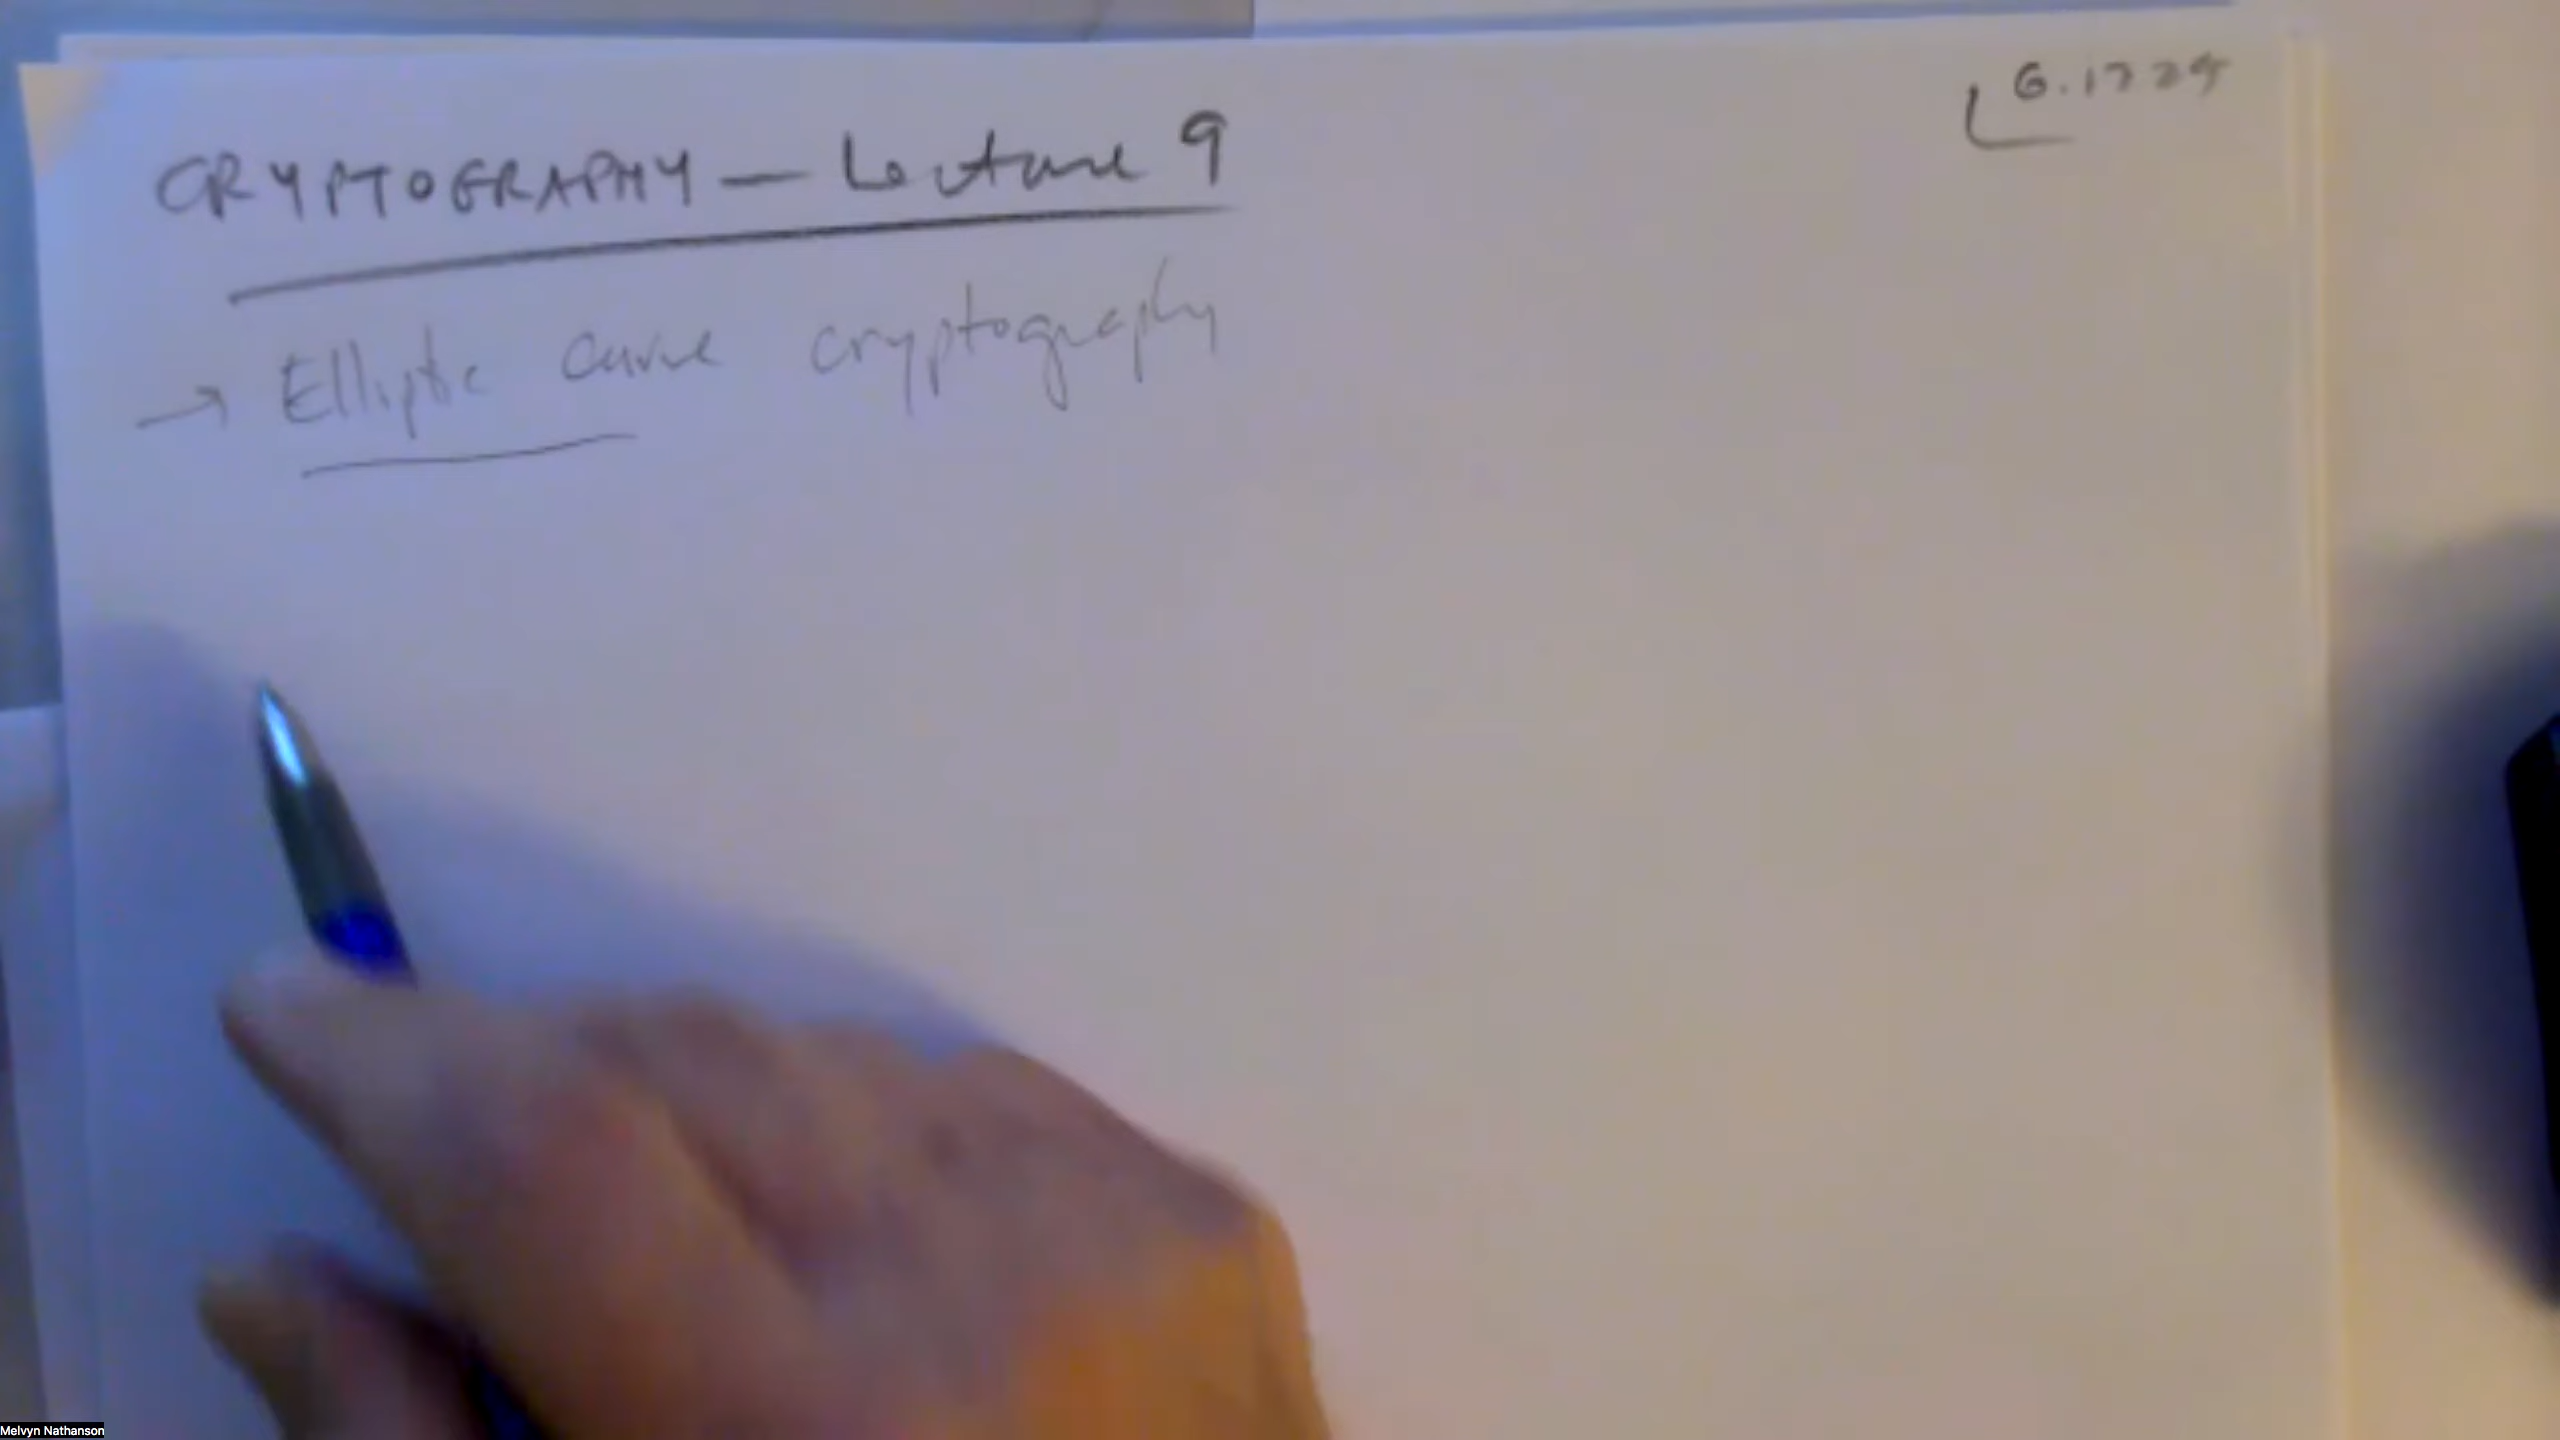 6.17.24
CRYPTOGRAPHY — Lecture 9
→ Elliptic curve cryptography
Melvyn Nathanson